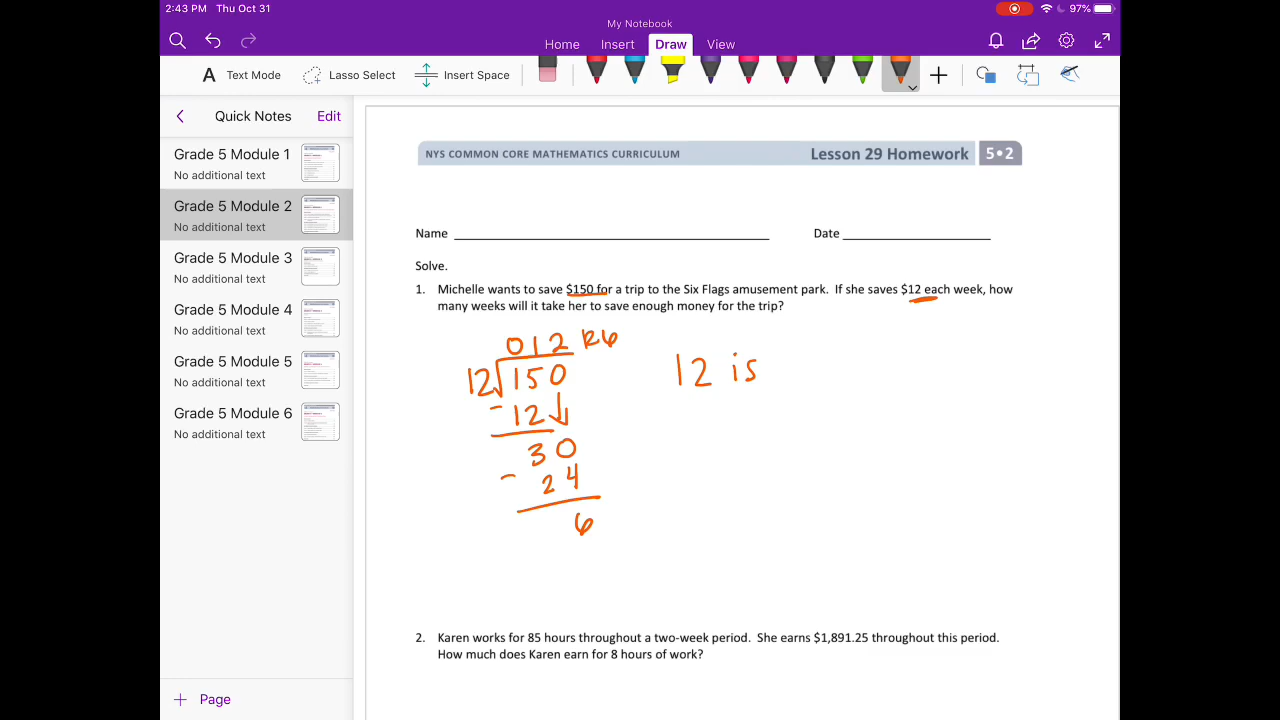 2:43 PM Thu Oct 31
97%
My Notebook
Home Insert Draw View
A Text Mode Lasso Select Insert Space
Quick Notes Edit
Grade 5 Module 1
No additional text
Grade 5 Module 2
No additional text
Grade 5 Module 3
No additional text
Grade 5 Module 4
No additional text
Grade 5 Module 5
No additional text
Grade 5 Module 6
No additional text
+ Page
NYS COMMON CORE MATHEMATICS CURRICULUM Lesson 29 Homework 5•2
Name Date
Solve.
1. Michelle wants to save $150 for a trip to the Six Flags amusement park. If she saves $12 each week, how
many weeks will it take her to save enough money for the trip?
012 R6
12 150
12
30
- 24
6
12 is
2. Karen works for 85 hours throughout a two-week period. She earns $1,891.25 throughout this period.
How much does Karen earn for 8 hours of work?